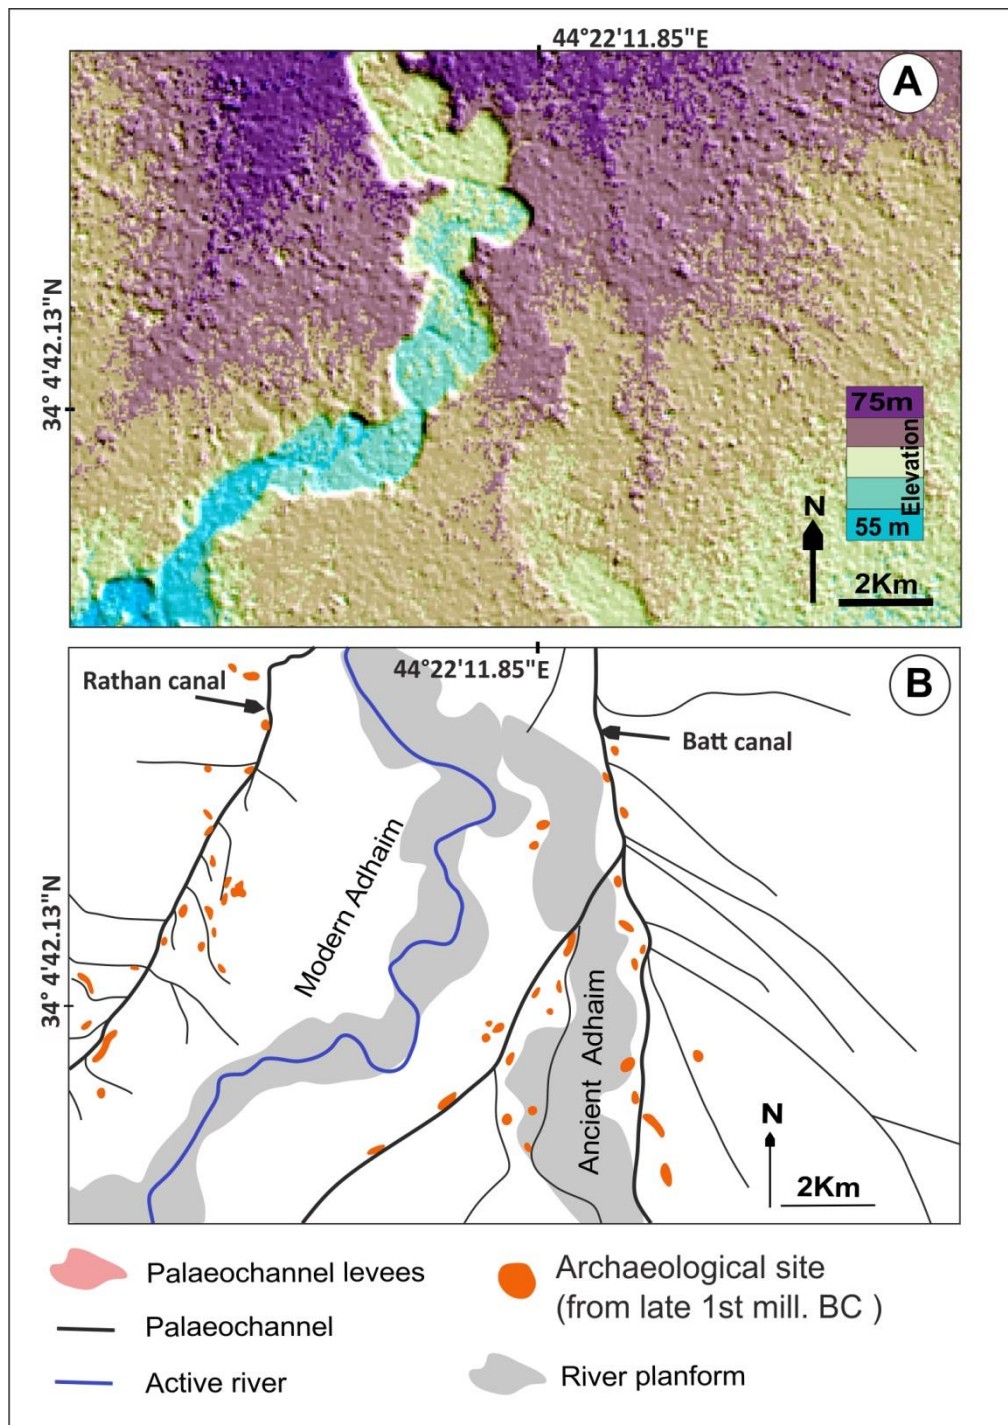 44°22'11.85"E
A
34° 4'42.13"N
75m
Elevation
55 m
N
2Km
44°22'11.85"E
B
Rathan canal
Batt canal
Modern Adhaim
34° 4'42.13"N
Ancient Adhaim
N
2Km
Palaeochannel levees
Palaeochannel
Active river
Archaeological site
(from late 1st mill. BC )
River planform